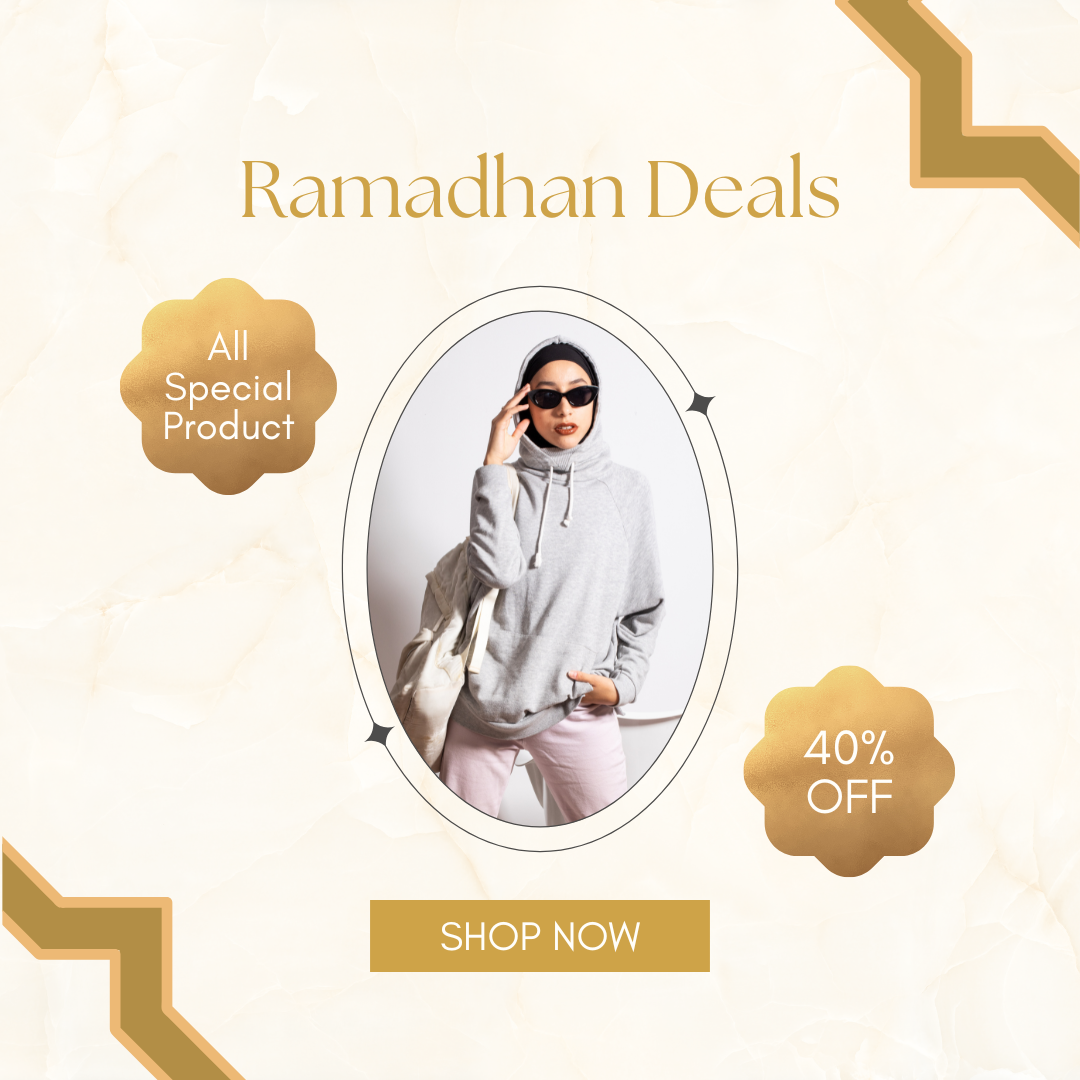 Ramadhan Deals
All
Special
Product
40%
OFF
SHOP NOW